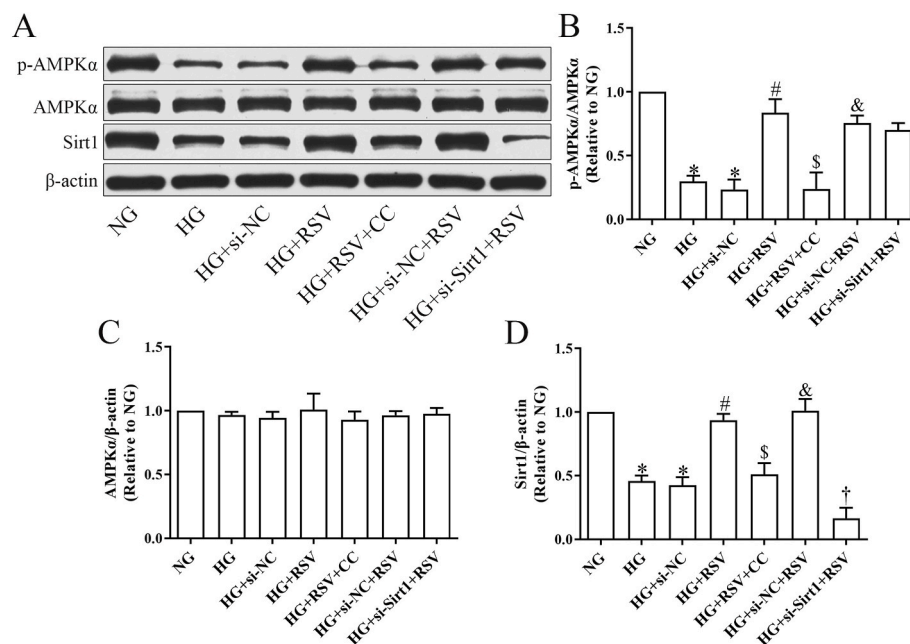 A
p-AMPKα
AMPKα
Sirt1
β-actin
NG
HG
HG+si-NC
HG+RSV
HG+RSV+CC
HG+si-NC+RSV
HG+si-Sirt1+RSV
B
p-AMPKα/AMPKα
(Relative to NG)
1.5
1.0
0.5
0.0
*
*
#
$
&
NG
HG
HG+si-NC
HG+RSV
HG+RSV+CC
HG+si-NC+RSV
HG+si-Sirt1+RSV
C
AMPKα/β-actin
(Relative to NG)
1.5
1.0
0.5
0.0
NG
HG
HG+si-NC
HG+RSV
HG+RSV+CC
HG+si-NC+RSV
HG+si-Sirt1+RSV
D
Sirt1/β-actin
(Relative to NG)
1.5
1.0
0.5
0.0
*
*
#
$
&
†
NG
HG
HG+si-NC
HG+RSV
HG+RSV+CC
HG+si-NC+RSV
HG+si-Sirt1+RSV